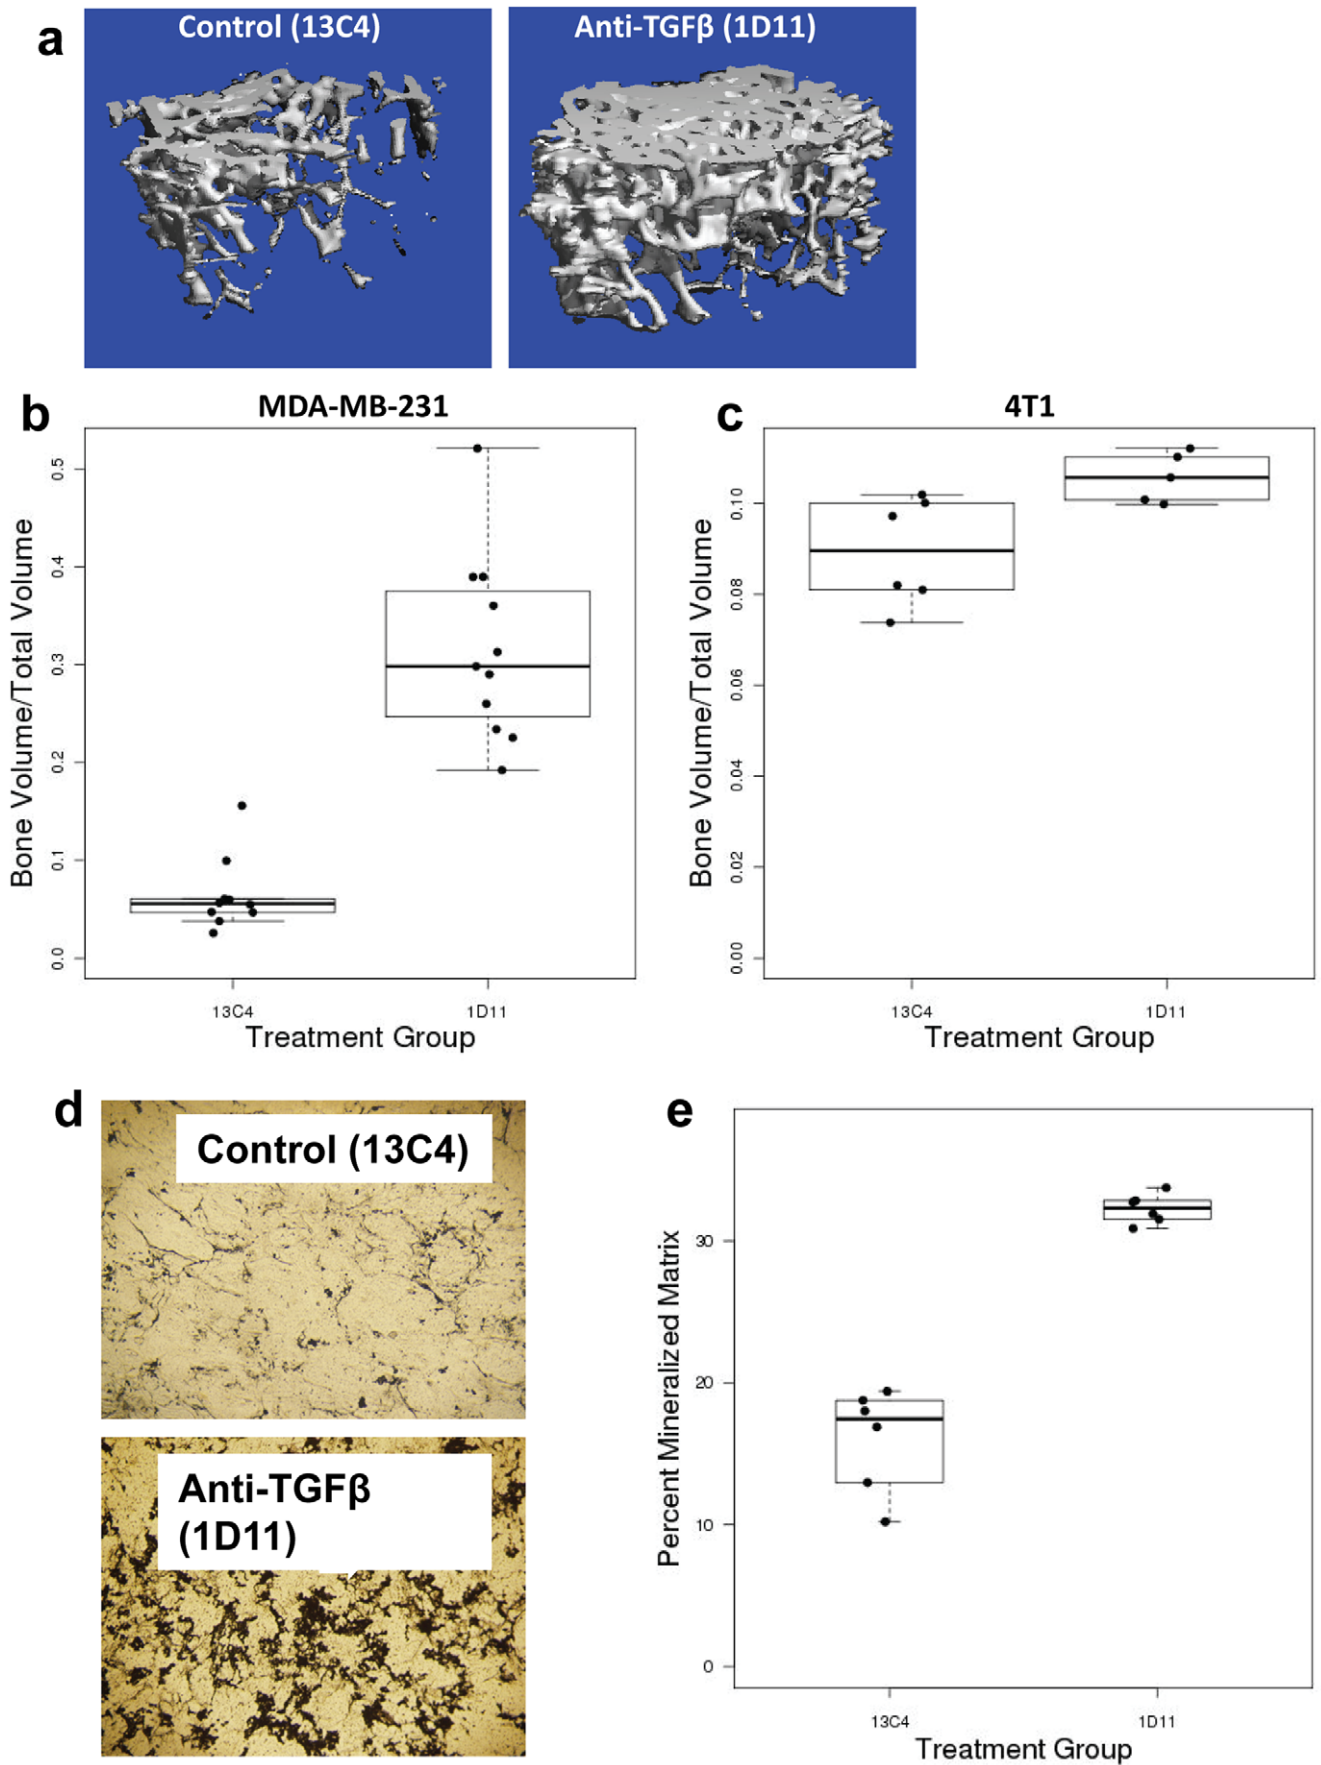 a
Control (13C4)
Anti-TGFβ (1D11)
b
MDA-MB-231
Bone Volume/Total Volume
0.5
0.4
0.3
0.2
0.1
0.0
13C4
1D11
Treatment Group
c
4T1
Bone Volume/Total Volume
0.10
0.08
0.06
0.04
0.02
0.00
13C4
1D11
Treatment Group
d
Control (13C4)
Anti-TGFβ
(1D11)
e
Percent Mineralized Matrix
30
20
10
0
13C4
1D11
Treatment Group